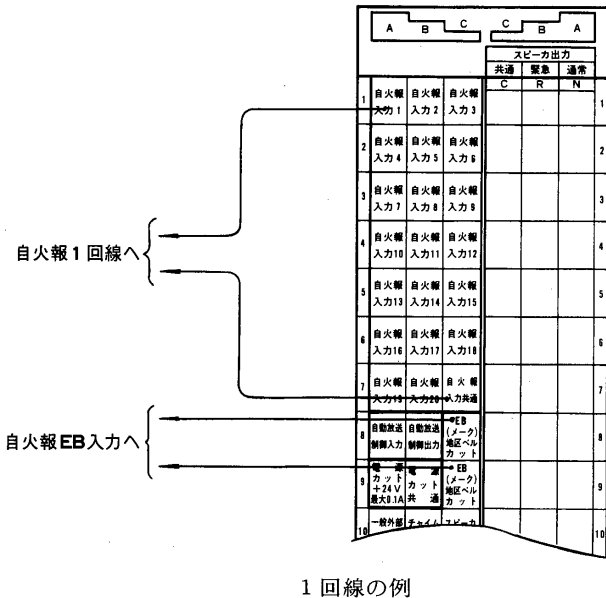 A B C C B A
スピーカ出力
共通 緊急 通常
C R N
1 自火報 自火報 自火報 1
入力1 入力2 入力3
2 自火報 自火報 自火報 2
入力4 入力5 入力6
3 自火報 自火報 自火報 3
入力7 入力8 入力9
自火報1回線へ
4 自火報 自火報 自火報 4
入力10 入力11 入力12
5 自火報 自火報 自火報 5
入力13 入力14 入力15
6 自火報 自火報 自火報 6
入力16 入力17 入力18
7 自火報 自火報 自火報 7
入力19 入力20 入力共通
自火報EB入力へ
8 自動放送 自動放送 EB 8
制御入力 制御出力 (メーク)
地区ベル
カット
9 電源 電源 EB 9
カット カット (メーク)
+24V 共通 地区ベル
最大0.1A カット
10 一般外部 チャイム スピーカ 10
1回線の例